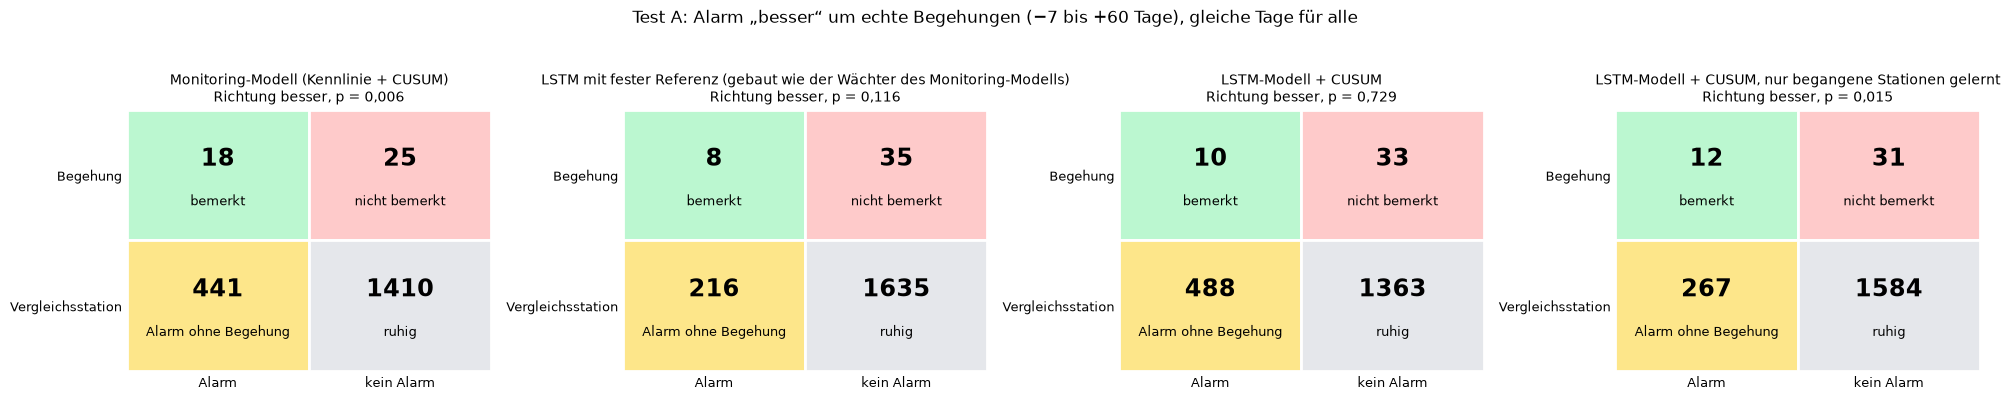 Test A: Alarm „besser“ um echte Begehungen (−7 bis +60 Tage), gleiche Tage für alle
Monitoring-Modell (Kennlinie + CUSUM)
Richtung besser, p = 0,006
Begehung
18
bemerkt
25
nicht bemerkt
Vergleichsstation
441
Alarm ohne Begehung
1410
ruhig
Alarm
kein Alarm
LSTM mit fester Referenz (gebaut wie der Wächter des Monitoring-Modells)
Richtung besser, p = 0,116
Begehung
8
bemerkt
35
nicht bemerkt
Vergleichsstation
216
Alarm ohne Begehung
1635
ruhig
Alarm
kein Alarm
LSTM-Modell + CUSUM
Richtung besser, p = 0,729
Begehung
10
bemerkt
33
nicht bemerkt
Vergleichsstation
488
Alarm ohne Begehung
1363
ruhig
Alarm
kein Alarm
LSTM-Modell + CUSUM, nur begangene Stationen gelernt
Richtung besser, p = 0,015
Begehung
12
bemerkt
31
nicht bemerkt
Vergleichsstation
267
Alarm ohne Begehung
1584
ruhig
Alarm
kein Alarm